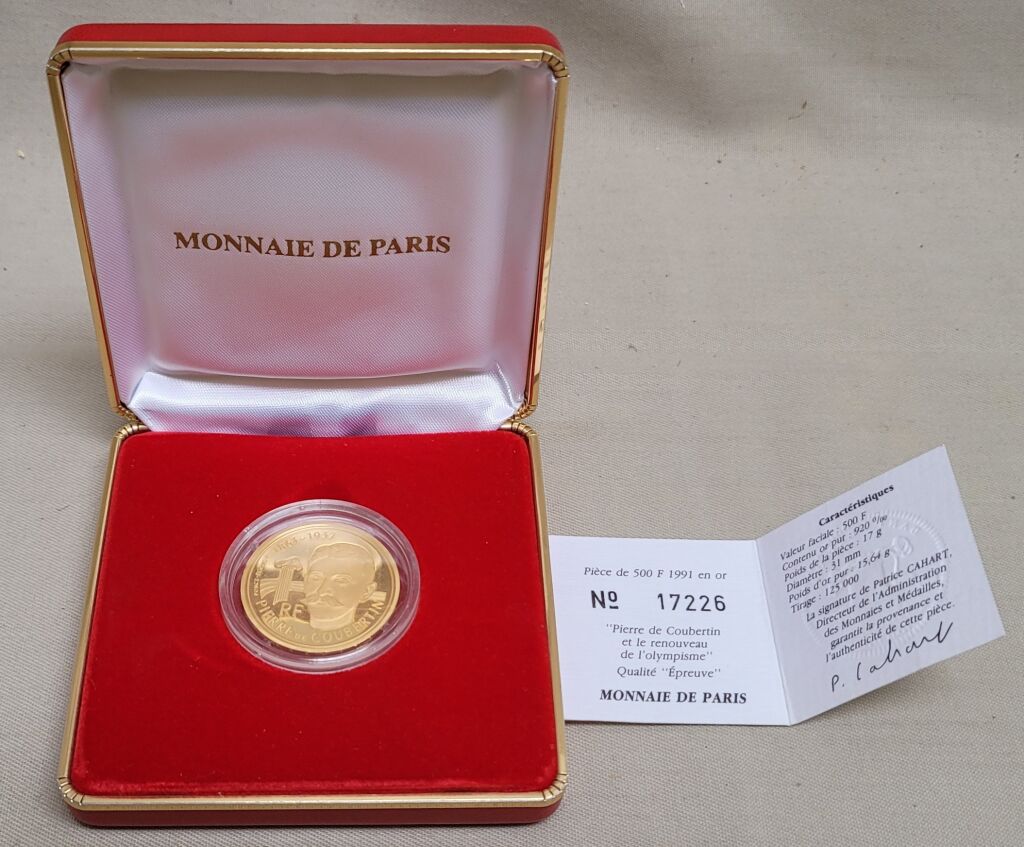 MONNAIE DE PARIS
1863-1937
PIERRE DE COUBERTIN
RF
Pièce de 500 F 1991 en or
Nº 17226
"Pierre de Coubertin
et le renouveau
de l'olympisme"
Qualité "Épreuve"
MONNAIE DE PARIS
Caractéristiques
Valeur faciale : 500 F
Contenu or pur : 920 ‰
Poids de la pièce : 17 g
Diamètre : 31 mm
Poids d'or pur : 15,64 g
Tirage : 125 000
La signature de Patrice CAHART,
Directeur de l'Administration
des Monnaies et Médailles,
garantit la provenance et
l'authenticité de cette pièce.
P. Cahart